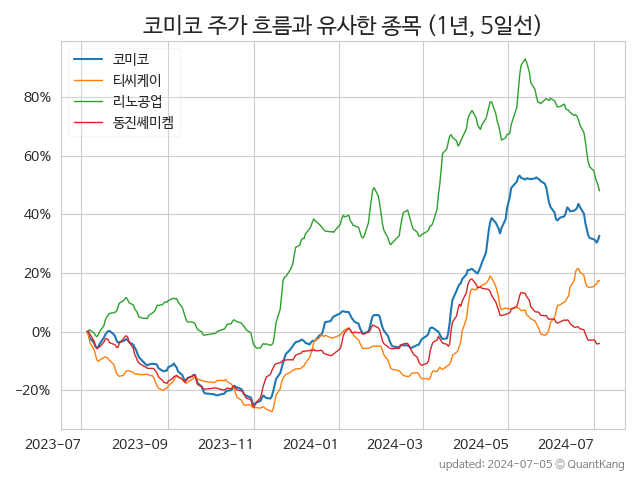 코미코 주가 흐름과 유사한 종목 (1년, 5일선)
코미코
티씨케이
리노공업
동진쎄미켐
80%
60%
40%
20%
0%
−20%
2023-07
2023-09
2023-11
2024-01
2024-03
2024-05
2024-07
updated: 2024-07-05 © QuantKang